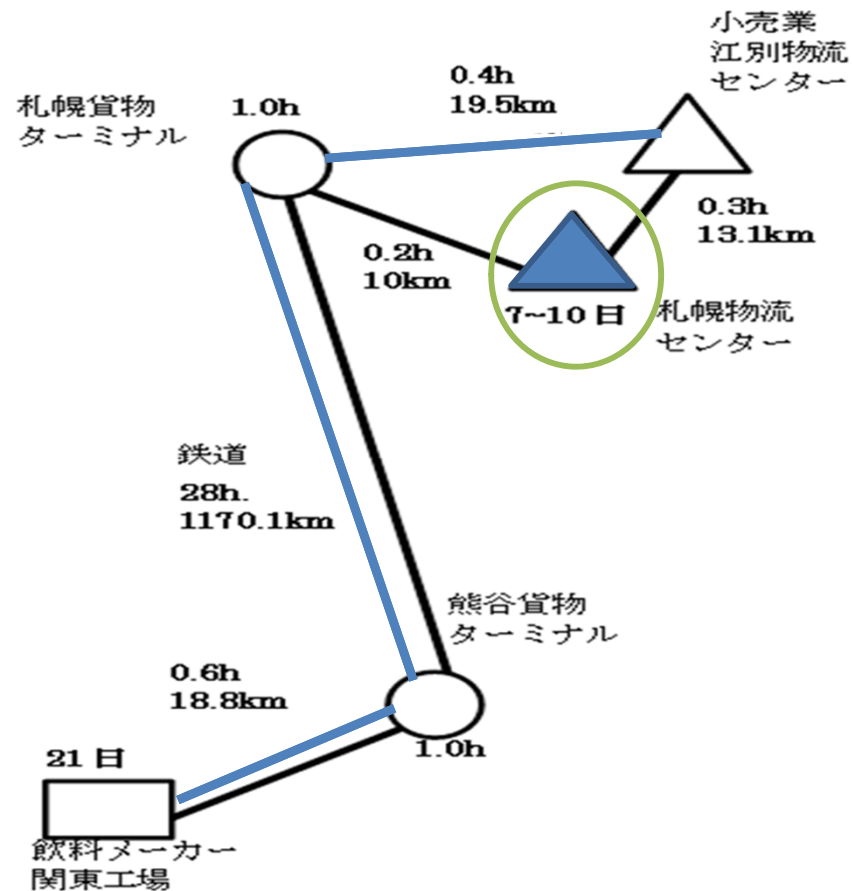 小売業
江別物流
センター
0.4h
19.5km
札幌貨物
ターミナル
1.0h
0.3h
13.1km
0.2h
10km
7~10日
札幌物流
センター
鉄道
28h.
1170.1km
熊谷貨物
ターミナル
0.6h
18.8km
1.0h
21日
飲料メーカー
関東工場